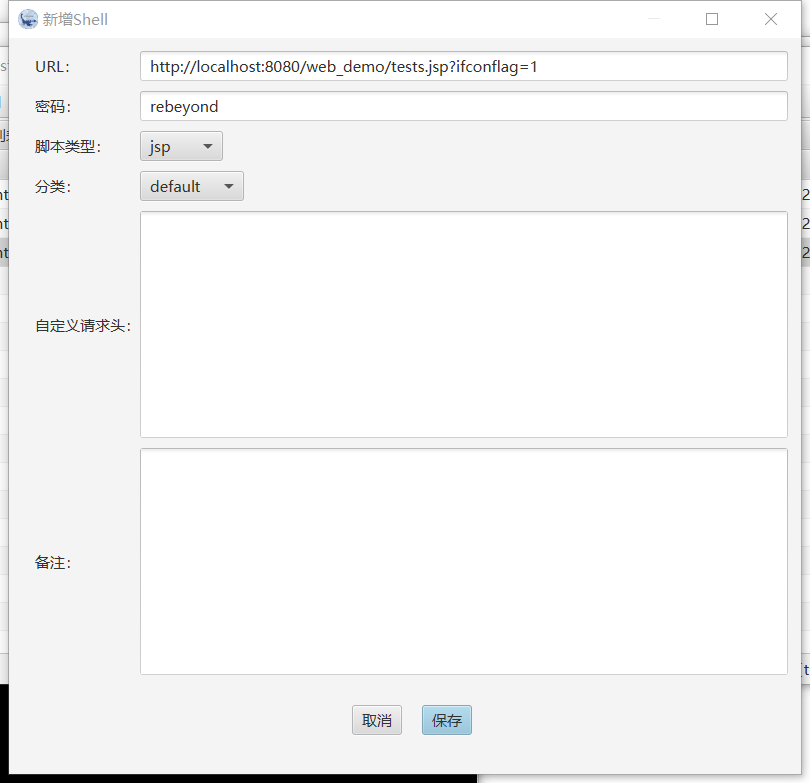 新增Shell
URL：
http://localhost:8080/web_demo/tests.jsp?ifconflag=1
密码：
rebeyond
脚本类型：
jsp
分类：
default
自定义请求头：
备注：
取消
保存